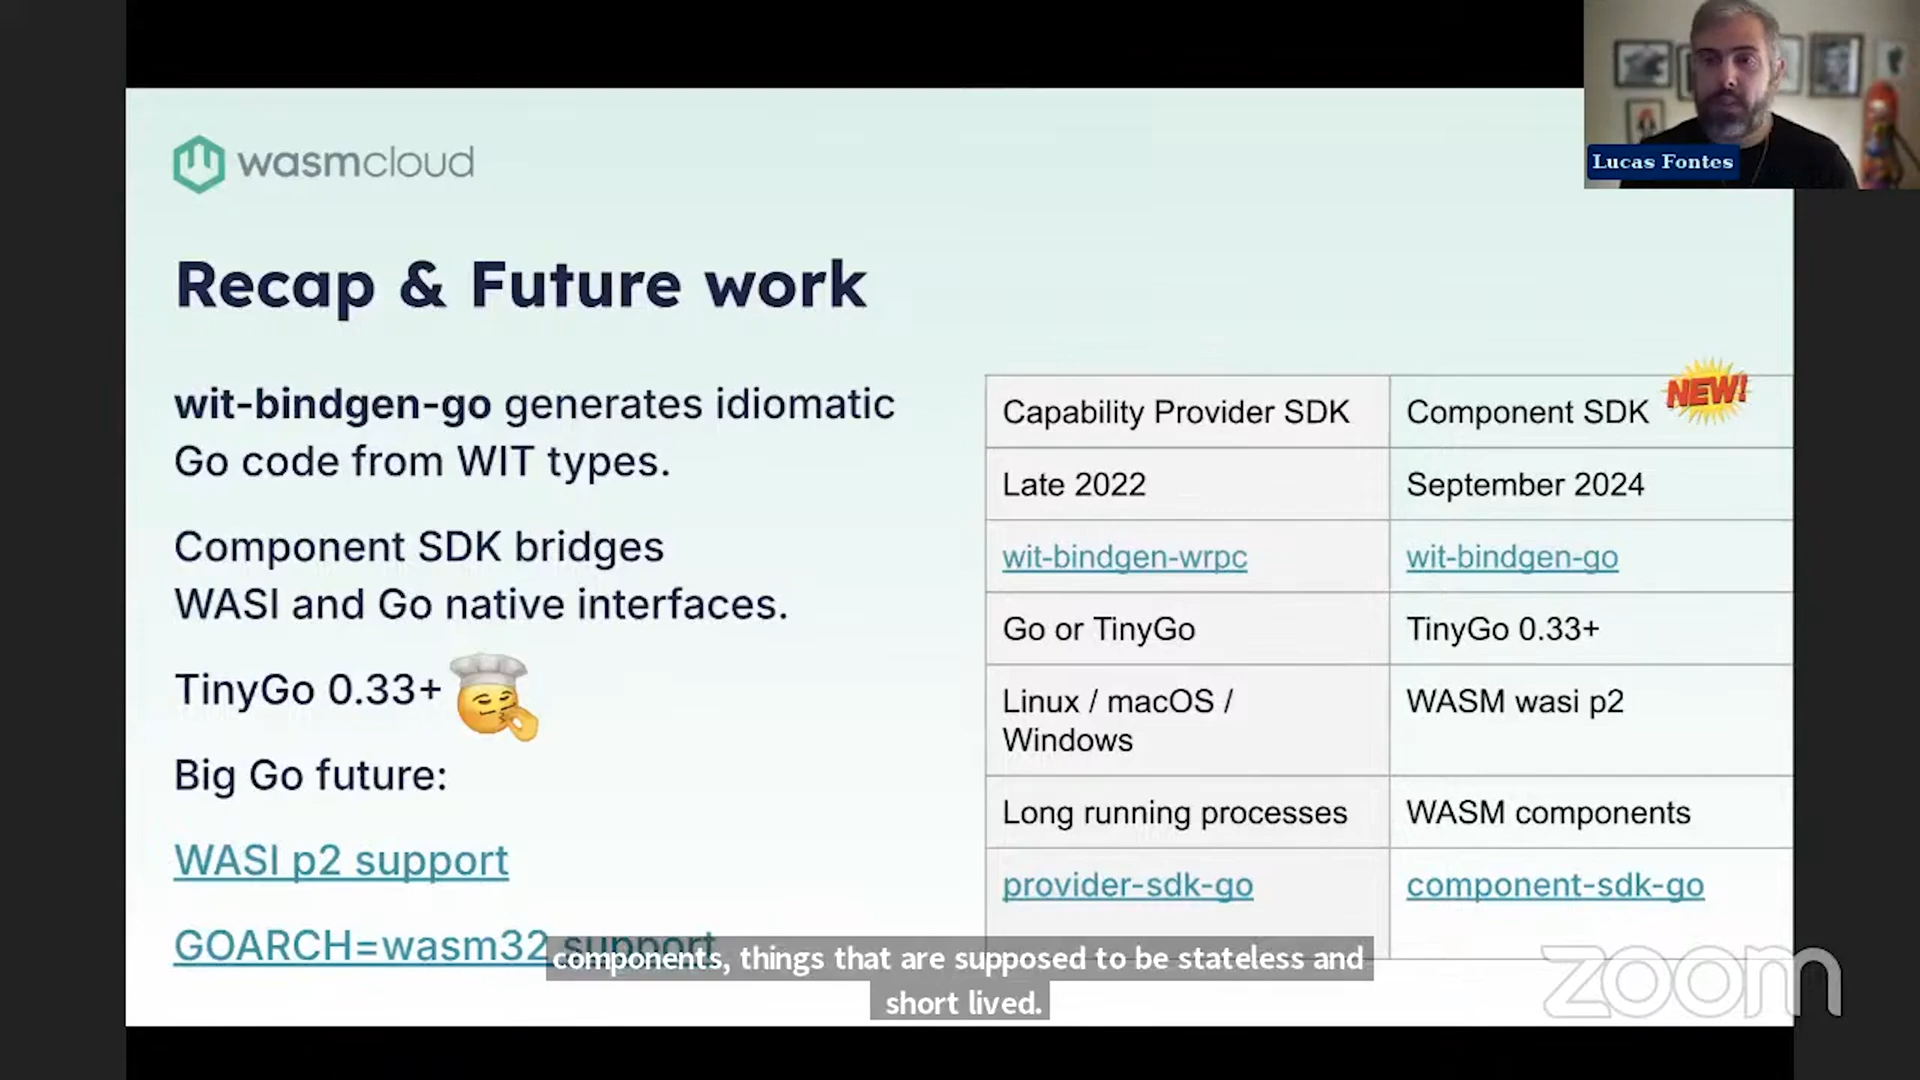 Lucas Fontes
wasmcloud
Recap & Future work
wit-bindgen-go generates idiomatic
Go code from WIT types.
Component SDK bridges
WASI and Go native interfaces.
TinyGo 0.33+
Big Go future:
WASI p2 support
GOARCH=wasm32 support
Capability Provider SDK
Component SDK
NEW!
Late 2022
September 2024
wit-bindgen-wrpc
wit-bindgen-go
Go or TinyGo
TinyGo 0.33+
Linux / macOS /
Windows
WASM wasi p2
Long running processes
WASM components
provider-sdk-go
component-sdk-go
components, things that are supposed to be stateless and
short lived.
zoom